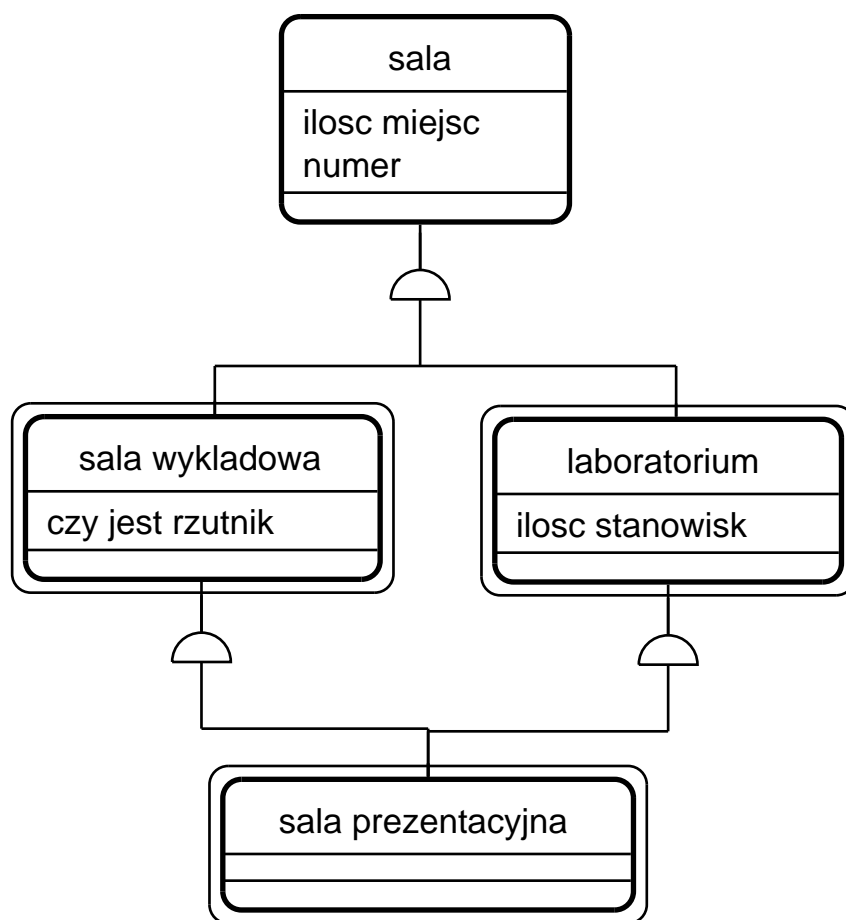 sala
ilosc miejsc
numer
sala wykladowa
czy jest rzutnik
laboratorium
ilosc stanowisk
sala prezentacyjna